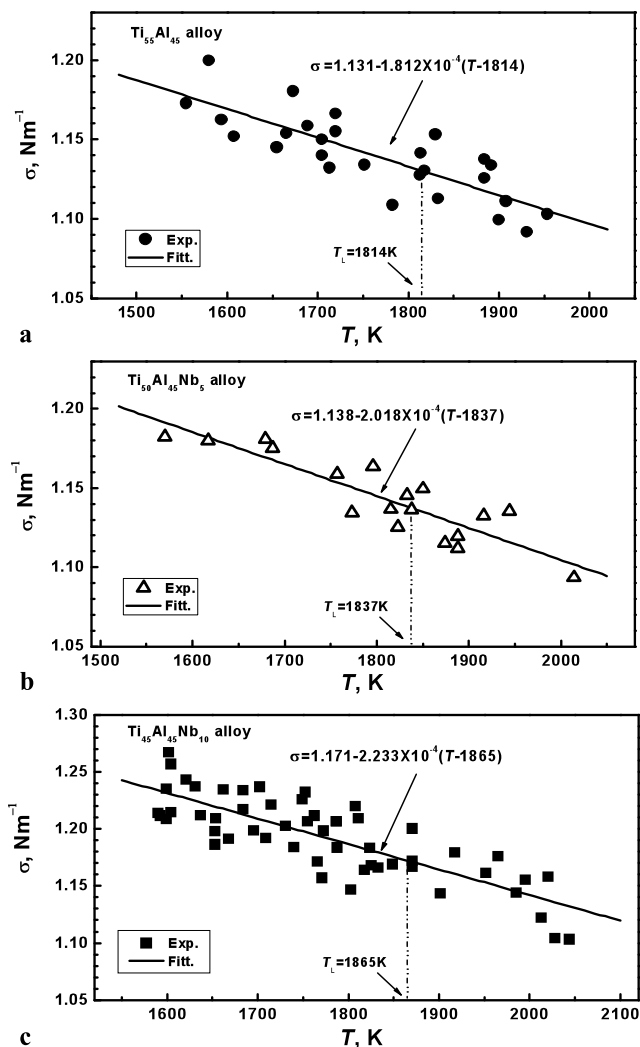 Ti₅₅Al₄₅ alloy
σ=1.131-1.812X10⁻⁴(T-1814)
1.20
1.15
1.10
1.05
σ, Nm⁻¹
Exp.
Fitt.
T_L=1814K
1500 1600 1700 1800 1900 2000
T, K
a
Ti₅₀Al₄₅Nb₅ alloy
σ=1.138-2.018X10⁻⁴(T-1837)
1.20
1.15
1.10
1.05
σ, Nm⁻¹
Exp.
Fitt.
T_L=1837K
1500 1600 1700 1800 1900 2000
T, K
b
Ti₄₅Al₄₅Nb₁₀ alloy
σ=1.171-2.233X10⁻⁴(T-1865)
1.30
1.25
1.20
1.15
1.10
1.05
σ, Nm⁻¹
Exp.
Fitt.
T_L=1865K
1600 1700 1800 1900 2000 2100
T, K
c